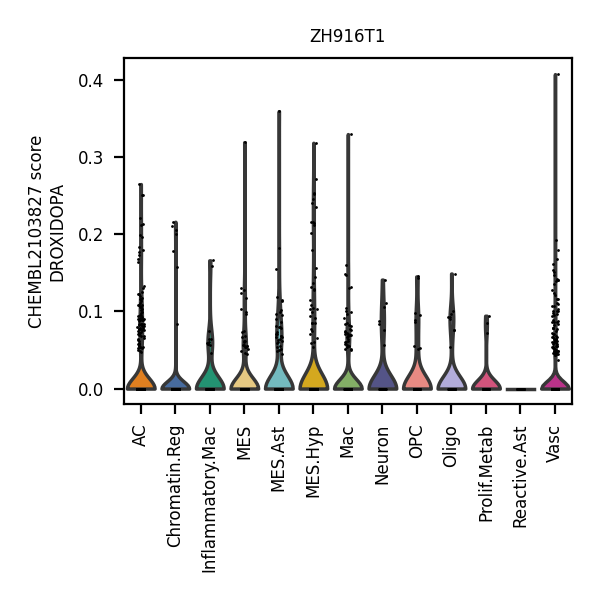 ZH916T1
CHEMBL2103827 score
DROXIDOPA
0.4
0.3
0.2
0.1
0.0
AC
Chromatin.Reg
Inflammatory.Mac
MES
MES.Ast
MES.Hyp
Mac
Neuron
OPC
Oligo
Prolif.Metab
Reactive.Ast
Vasc